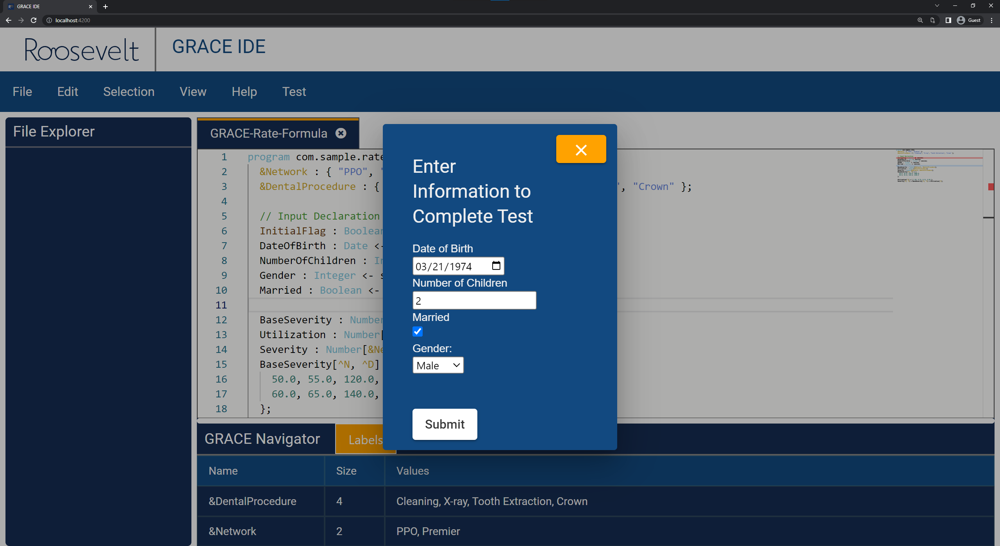 GRACE IDE
localhost:4200
Guest
Roosevelt
GRACE IDE
File Edit Selection View Help Test
File Explorer
GRACE-Rate-Formula
1 program com.sample.rate
2 &Network : { "PPO", "
3 &DentalProcedure : { ", "Crown" };
4
5 // Input Declaration
6 InitialFlag : Boolean
7 DateOfBirth : Date <-
8 NumberOfChildren : In
9 Gender : Integer <- s
10 Married : Boolean <-
11
12 BaseSeverity : Number
13 Utilization : Number[
14 Severity : Number[&Ne
15 BaseSeverity[^N, ^D]
16 50.0, 55.0, 120.0,
17 60.0, 65.0, 140.0,
18 };
Enter
Information to
Complete Test
Date of Birth
03/21/1974
Number of Children
2
Married
Gender:
Male
Submit
GRACE Navigator Labels
Name Size Values
&DentalProcedure 4 Cleaning, X-ray, Tooth Extraction, Crown
&Network 2 PPO, Premier